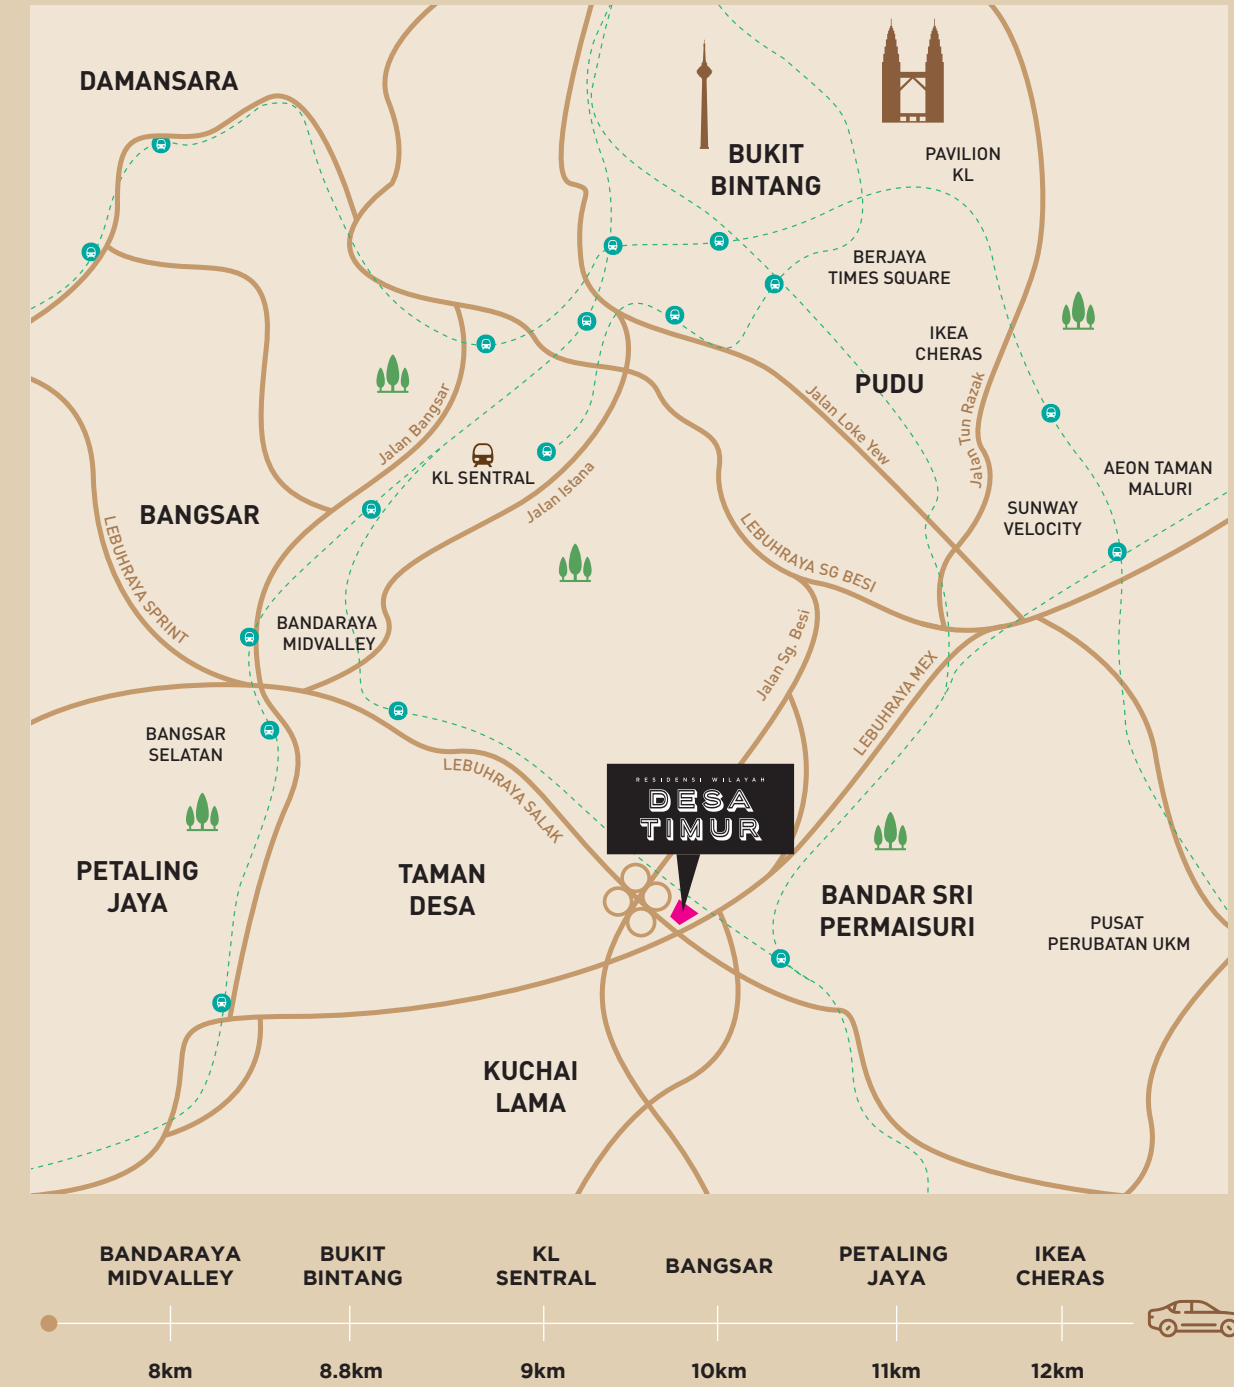 DAMANSARA
BUKIT
BINTANG
PAVILION
KL
BERJAYA
TIMES SQUARE
IKEA
CHERAS
PUDU
Jalan Tun Razak
Jalan Loke Yew
Jalan Bangsar
KL SENTRAL
Jalan Istana
AEON TAMAN
MALURI
SUNWAY
VELOCITY
BANGSAR
LEBUHRAYA SPRINT
LEBUHRAYA SG BESI
BANDARAYA
MIDVALLEY
Jalan Sg. Besi
LEBUHRAYA MEX
BANGSAR
SELATAN
LEBUHRAYA SALAK
RESIDENSI WILAYAH
DESA
TIMUR
PETALING
JAYA
TAMAN
DESA
BANDAR SRI
PERMAISURI
PUSAT
PERUBATAN UKM
KUCHAI
LAMA
BANDARAYA
MIDVALLEY
BUKIT
BINTANG
KL
SENTRAL
BANGSAR
PETALING
JAYA
IKEA
CHERAS
8km
8.8km
9km
10km
11km
12km